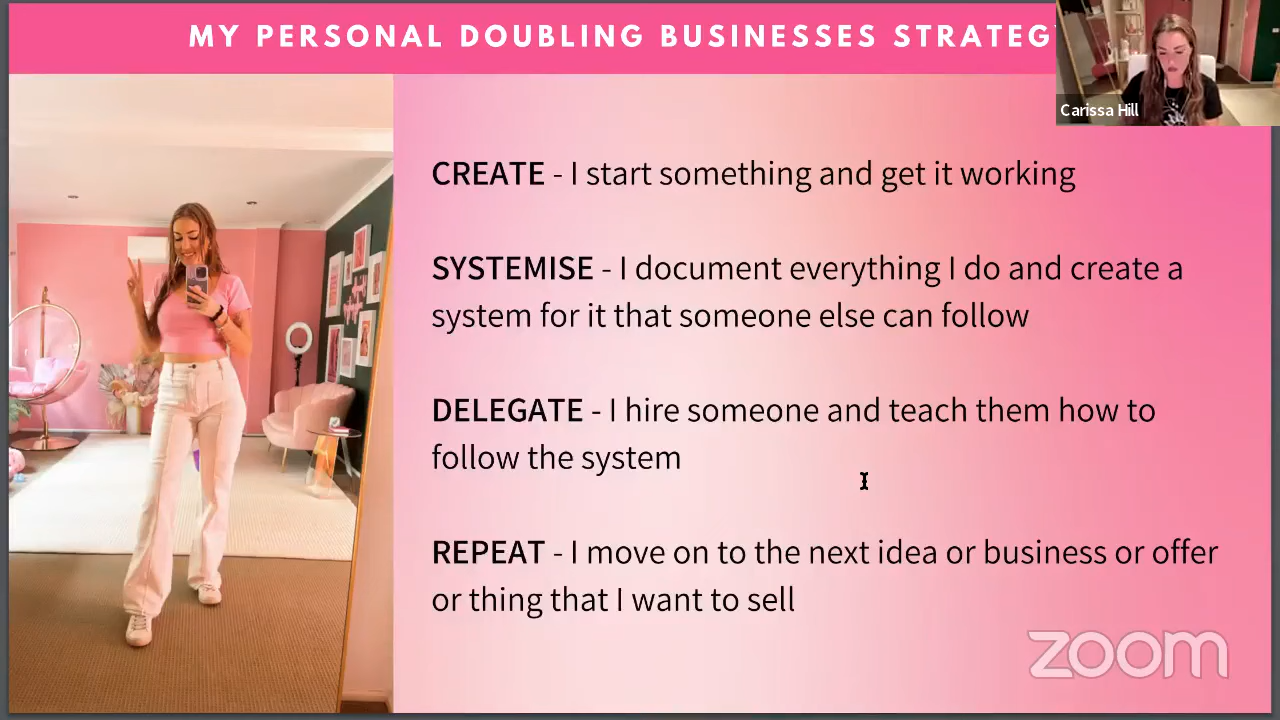 MY PERSONAL DOUBLING BUSINESSES STRATEGY
Carissa Hill
CREATE - I start something and get it working
SYSTEMISE - I document everything I do and create a
system for it that someone else can follow
DELEGATE - I hire someone and teach them how to
follow the system
REPEAT - I move on to the next idea or business or offer
or thing that I want to sell
zoom